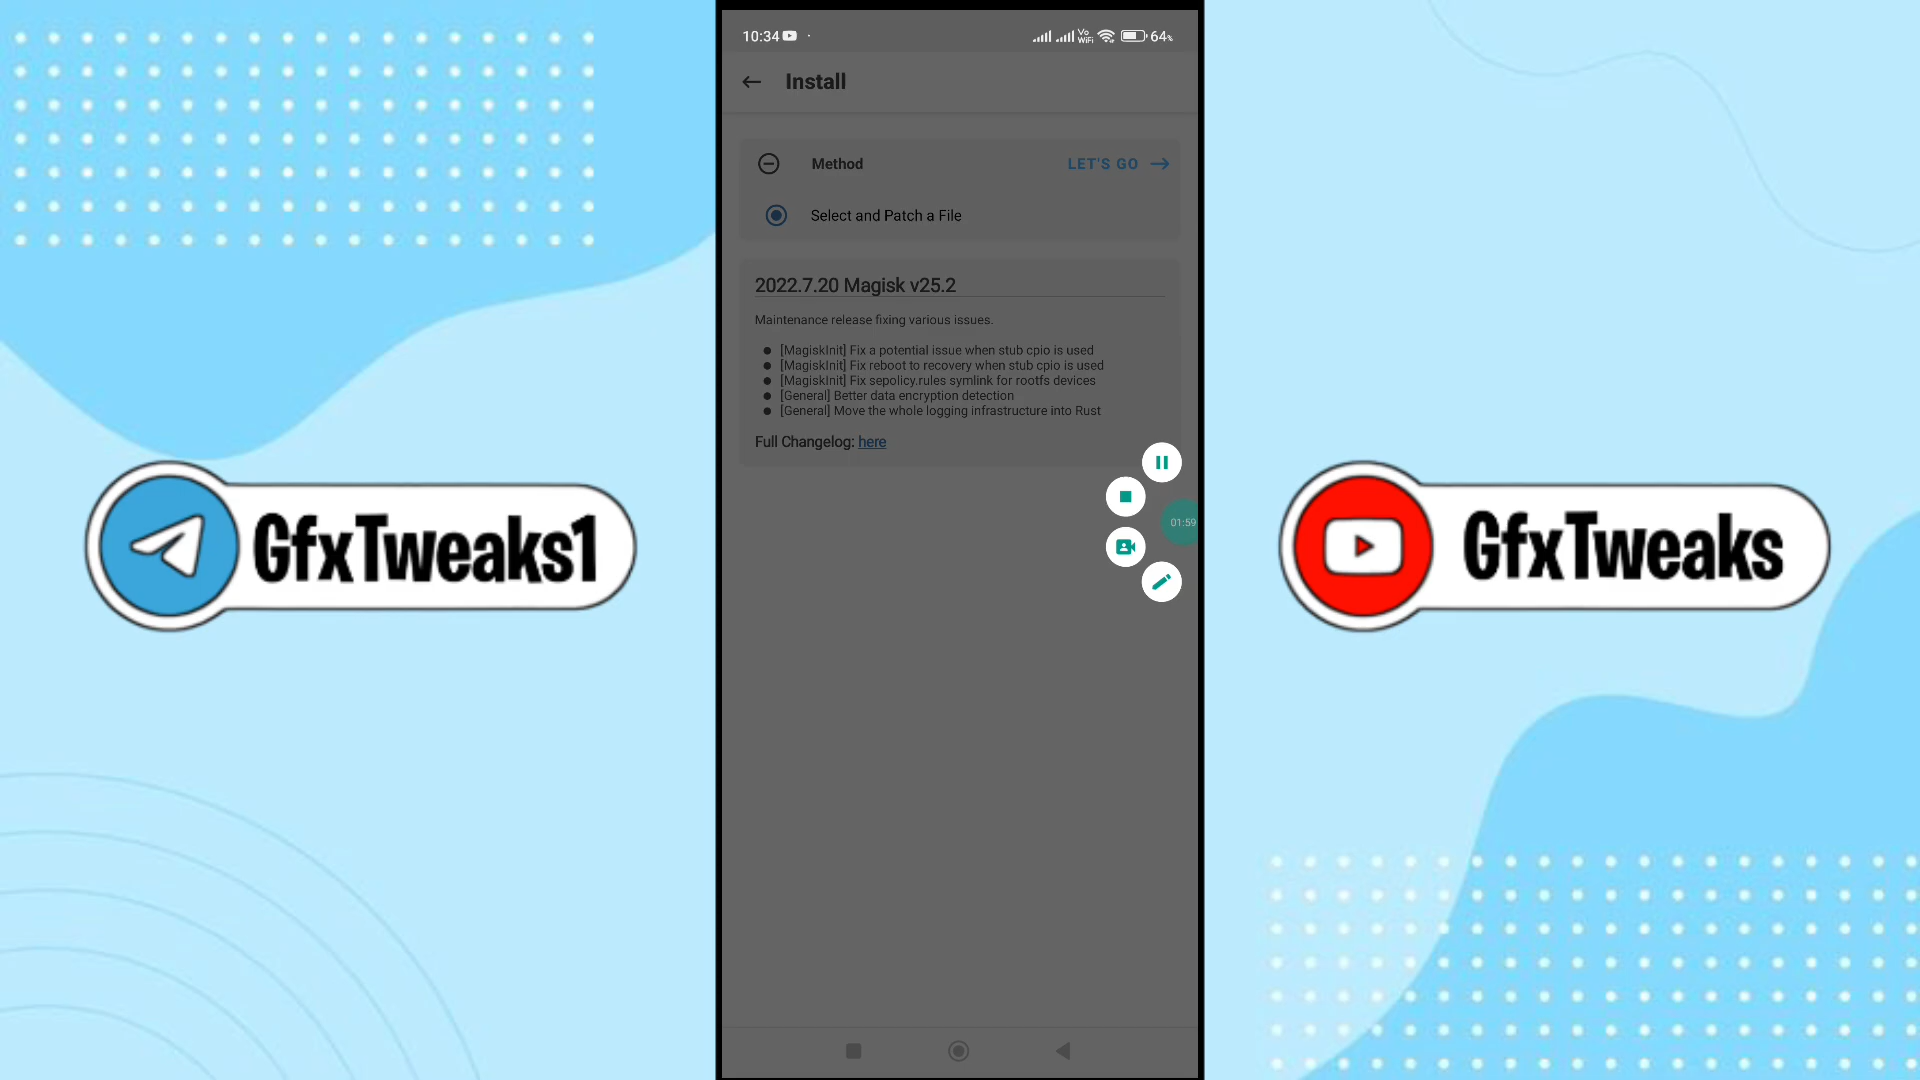 10:34
Vo
WiFi
64%
Install
Method
LET'S GO
Select and Patch a File
2022.7.20 Magisk v25.2
Maintenance release fixing various issues.
[MagiskInit] Fix a potential issue when stub cpio is used
[MagiskInit] Fix reboot to recovery when stub cpio is used
[MagiskInit] Fix sepolicy.rules symlink for rootfs devices
[General] Better data encryption detection
[General] Move the whole logging infrastructure into Rust
Full Changelog: here
01:59
GfxTweaks1
GfxTweaks